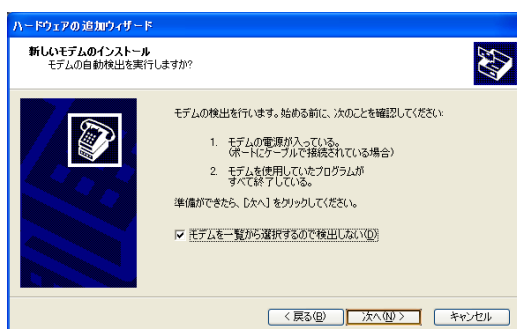 ハードウェアの追加ウィザード
新しいモデムのインストール
モデムの自動検出を実行しますか?
モデムの検出を行います。始める前に、次のことを確認してください:
1. モデムの電源が入っている。
(ポートにケーブルで接続されている場合)
2. モデムを使用していたプログラムが
すべて終了している。
準備ができたら、[次へ] をクリックしてください。
モデムを一覧から選択するので検出しない(D)
< 戻る(B)
次へ(N) >
キャンセル